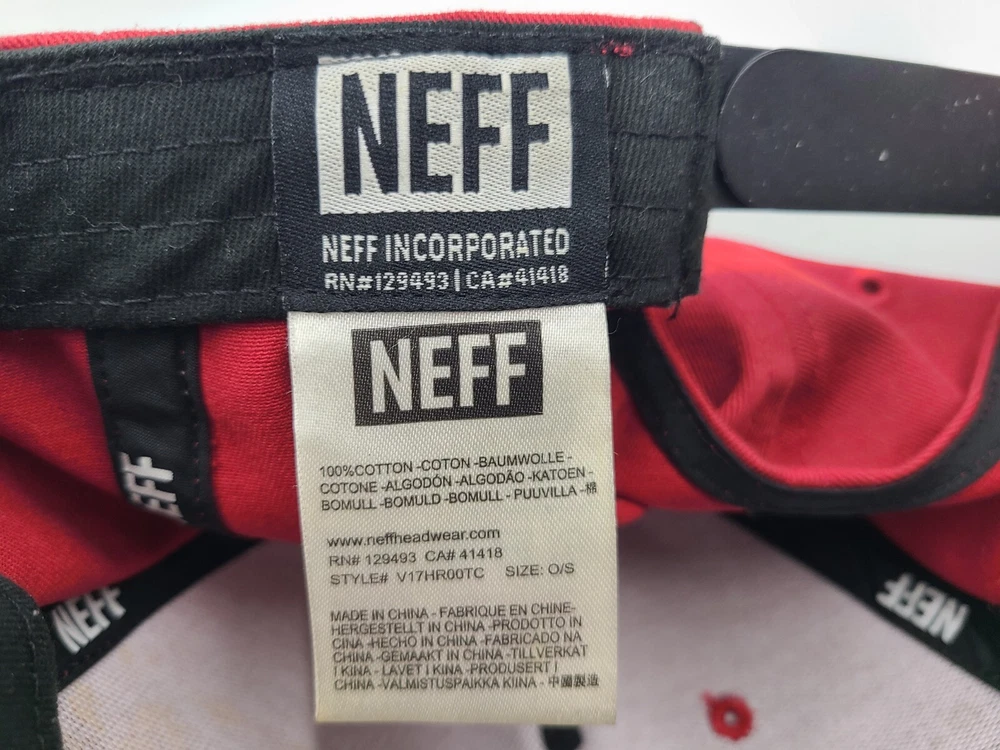 NEFF
NEFF INCORPORATED
RN#129493 | CA#41418
NEFF
100%COTTON -COTON -BAUMWOLLE -
COTONE -ALGODÓN -ALGODÃO -KATOEN -
BOMULL -BOMULD -BOMULL - PUUVILLA -棉
www.neffheadwear.com
RN# 129493 CA# 41418
STYLE# V17HR00TC SIZE: O/S
MADE IN CHINA - FABRIQUE EN CHINE-
HERGESTELLT IN CHINA -PRODOTTO IN
CINA -HECHO IN CHINA -FABRICADO NA
CHINA -GEMAAKT IN CHINA -TILLVERKAT
I KINA - LAVET I KINA -PRODUSERT I
CHINA -VALMISTUSPAIKKA KIINA - 中國製造
NEFF
NEFF
NEFF